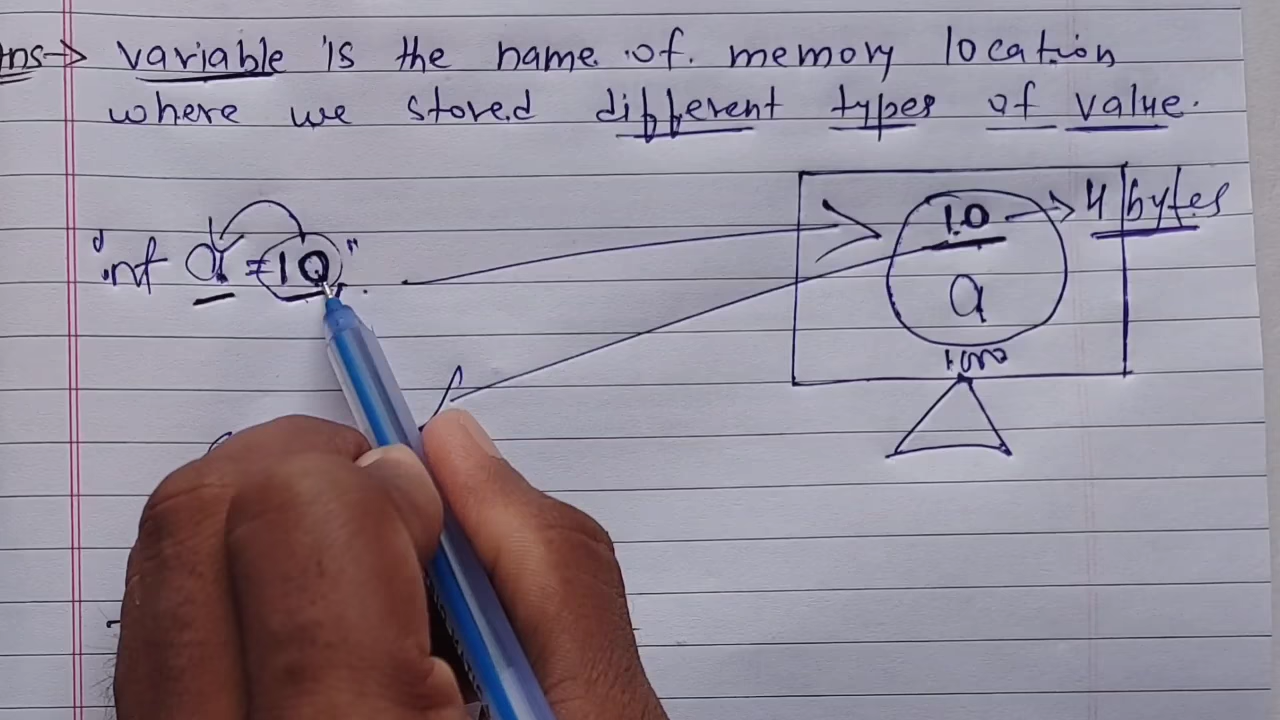 Ans→ variable is the name of memory location
where we stored different types of value.
"int a =10".
10 → 4 bytes
a